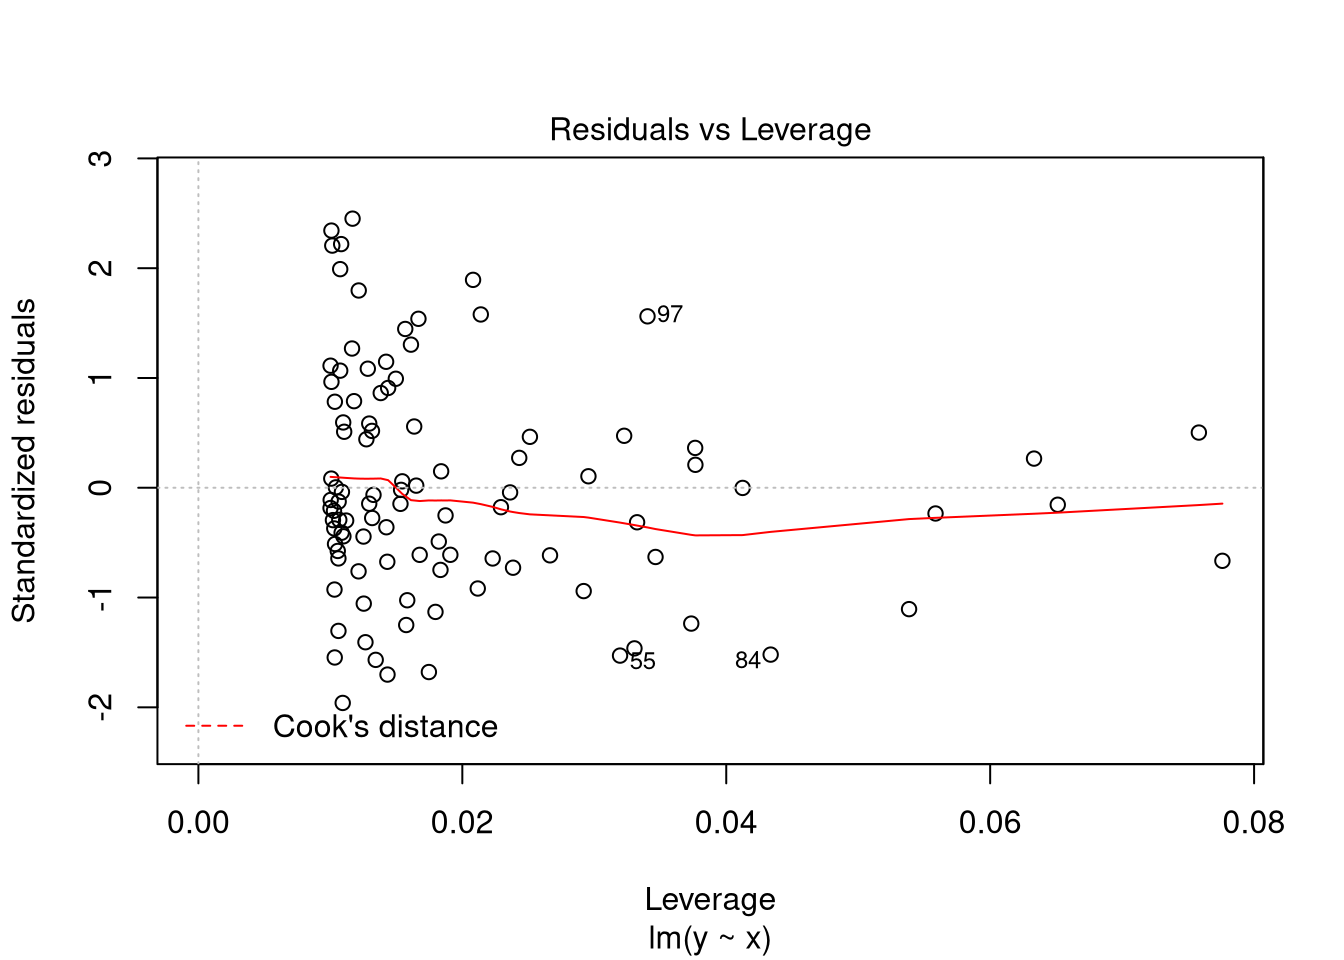 Residuals vs Leverage
Standardized residuals
3
2
1
0
-1
-2
97
55
84
Cook's distance
0.00 0.02 0.04 0.06 0.08
Leverage
lm(y ~ x)